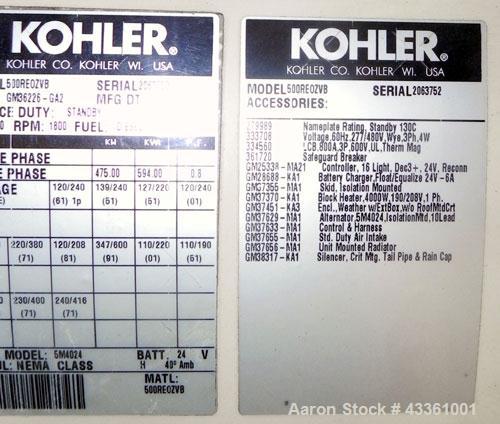 KOHLER®
KOHLER CO. KOHLER WI. USA
500REOZVB SERIAL
GM36226-GA2 MFG DT
DUTY: STANDBY
RPM: 1800 FUEL:
KW KVA P.F.
PHASE
PHASE 475.00 594.00 0.8
120/240 139/240 127/220 120/240
(61) 1p (51) (01) (01)
220/380 120/208 347/600 110/220 110/190
(71) (81) (91) (01) (51)
230/400 240/416
(71) (71)
MODEL: 5M4024 BATT. 24 V
NEMA CLASS H 40° Amb
MATL:
500REOZVB
KOHLER®
KOHLER CO. KOHLER WI. USA
MODEL 500REOZVB SERIAL 2063752
ACCESSORIES:
Nameplate Rating, Standby 130C
333708 Voltage,60Hz,277/480V,Wye,3Ph,4W
334560 LCB,800A,3P,600V,UL,Therm Mag
361720 Safeguard Breaker
GM25338-MA21 Controller, 16 Light, Dec3+, 24V, Reconn
GM28688-KA1 Battery Charger,Float/Equalize 24V-6A
GM37355-MA1 Skid, Isolation Mounted
GM37370-KA1 Block Heater,4000W,190/208V,1 Ph.
GM37451-KA3 Encl,Weather w/ExtBox,w/o RoofMtdCrt
GM37629-MA1 Alternator,5M4024,IsolationMtd,10Lead
GM37633-MA1 Control & Harness
GM37655-MA1 Std. Duty Air Intake
GM37656-MA1 Unit Mounted Radiator
GM38317-KA1 Silencer, Crit Mtg, Tail Pipe & Rain Cap
Aaron Stock # 43361001